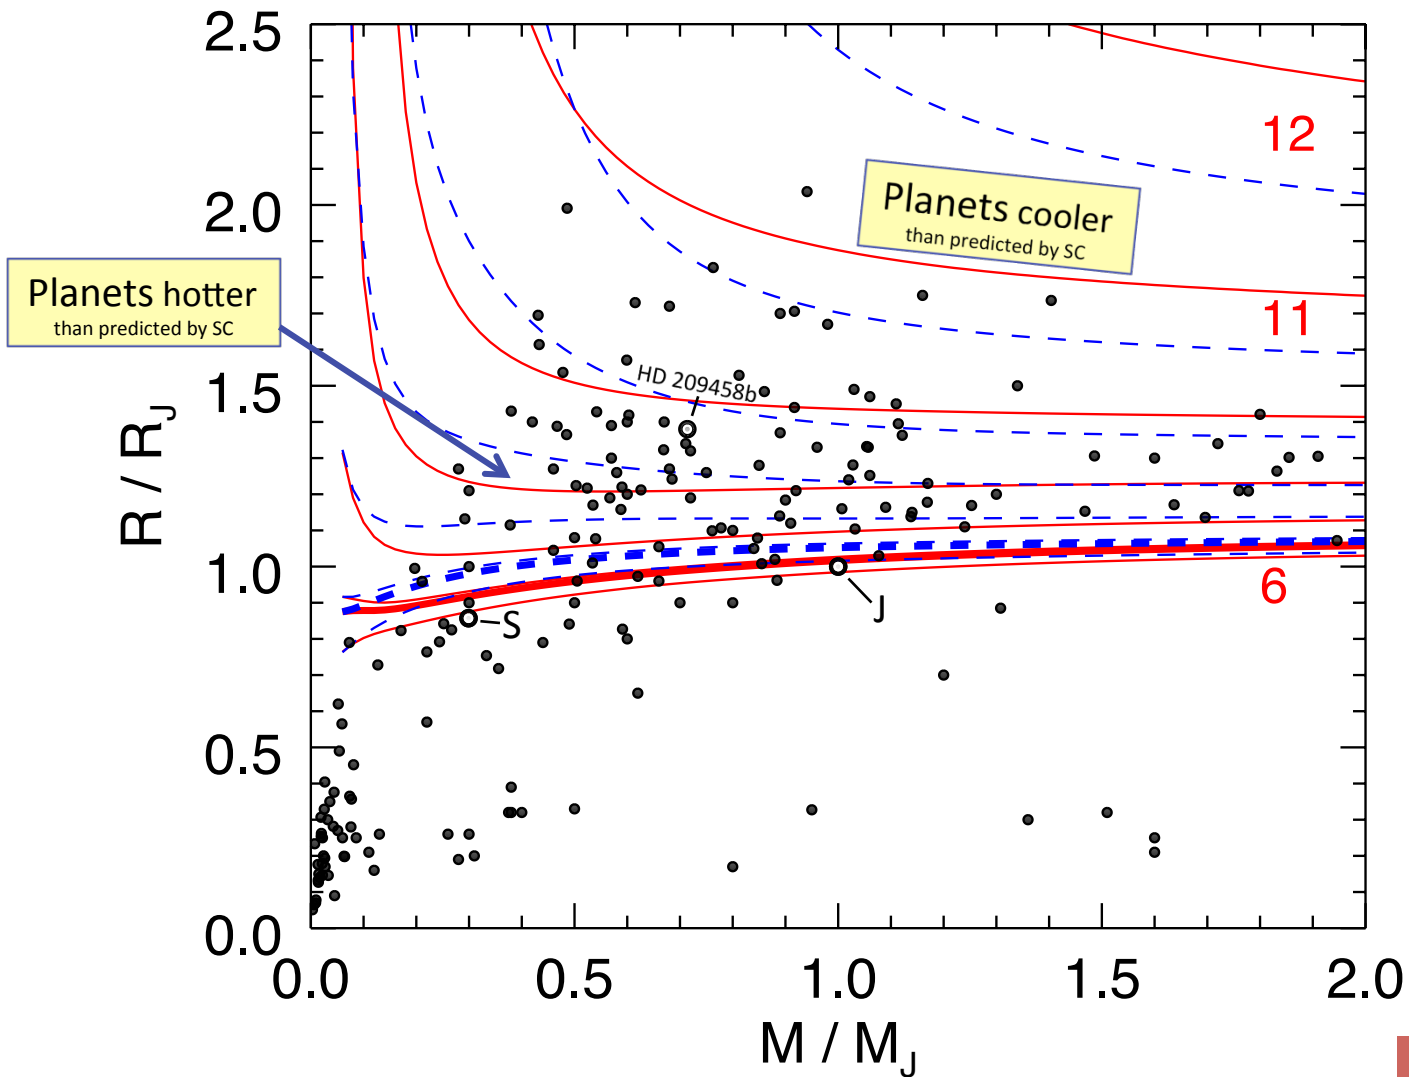 2.5
2.0
1.5
1.0
0.5
0.0
R / RJ
12
Planets cooler
than predicted by SC
11
Planets hotter
than predicted by SC
HD 209458b
6
J
S
0.0 0.5 1.0 1.5 2.0
M / MJ